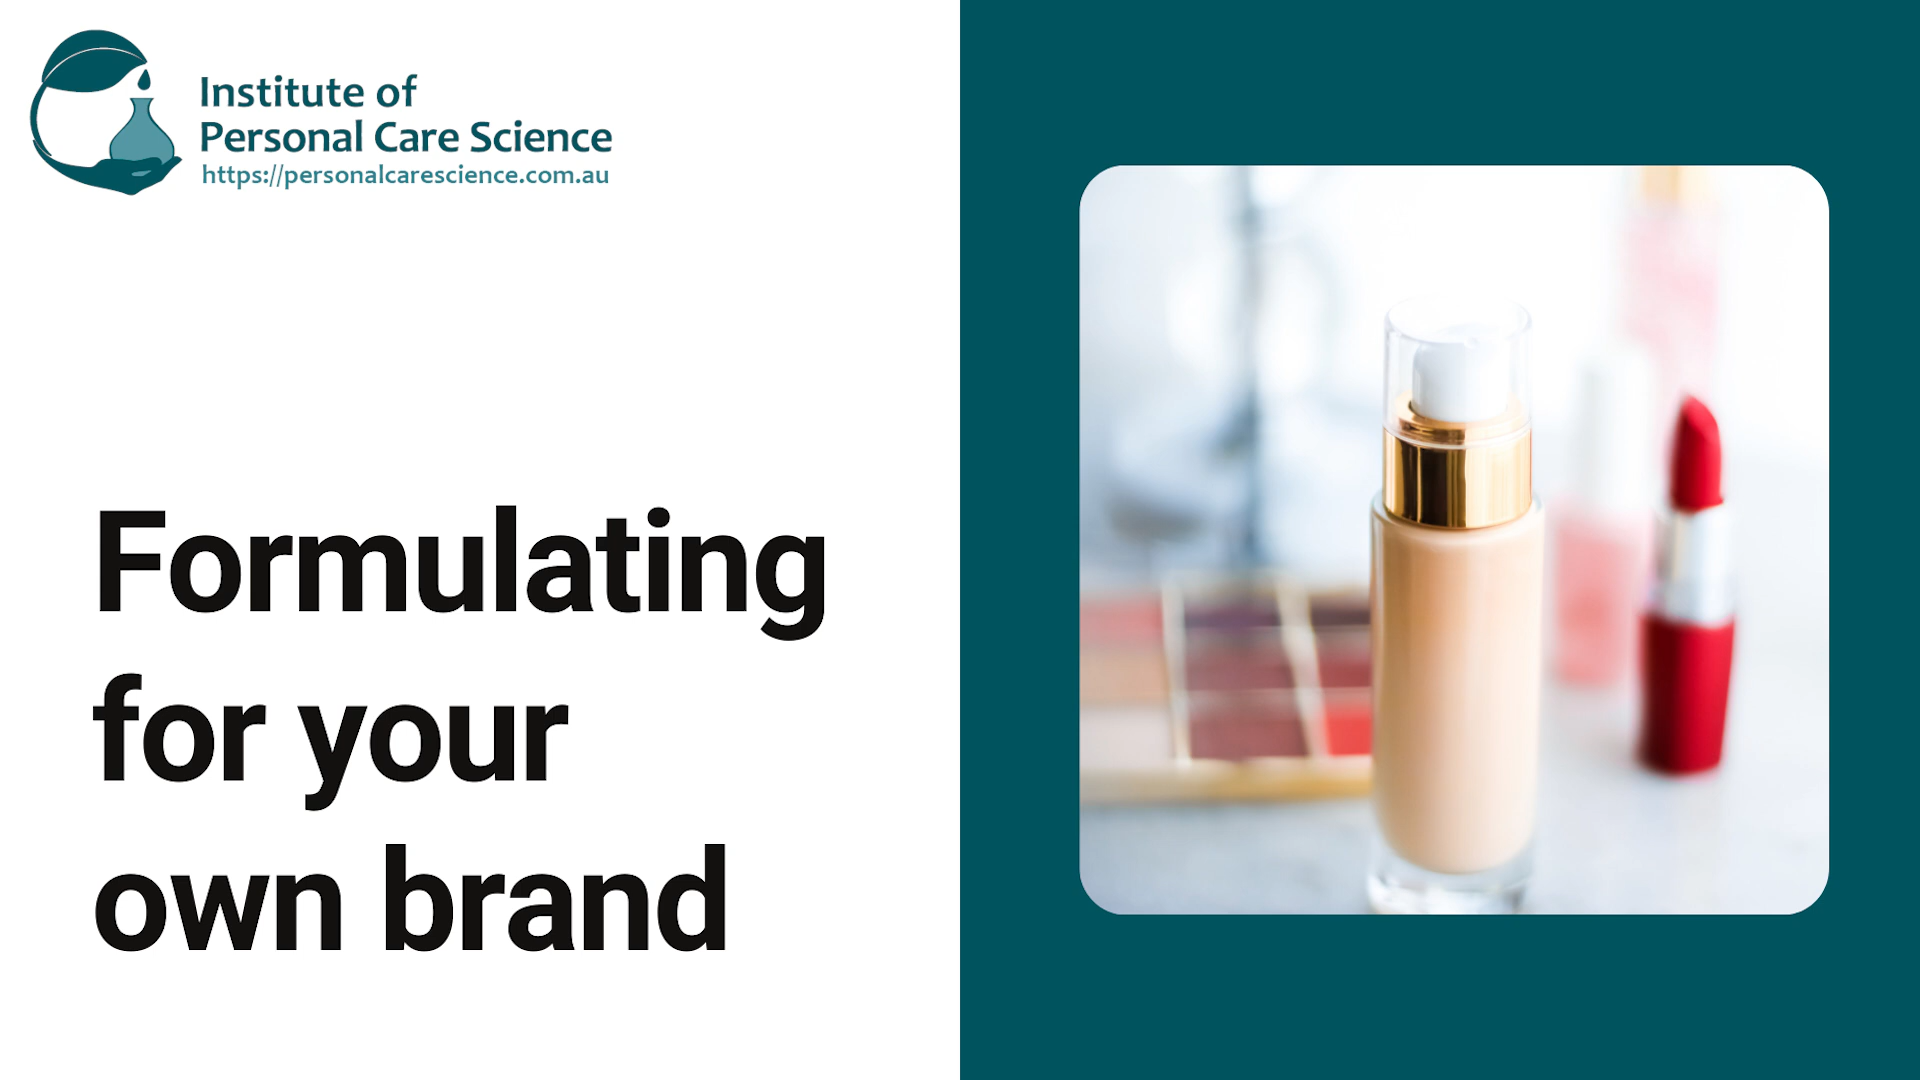 Institute of
Personal Care Science
https://personalcarescience.com.au
Formulating
for your
own brand